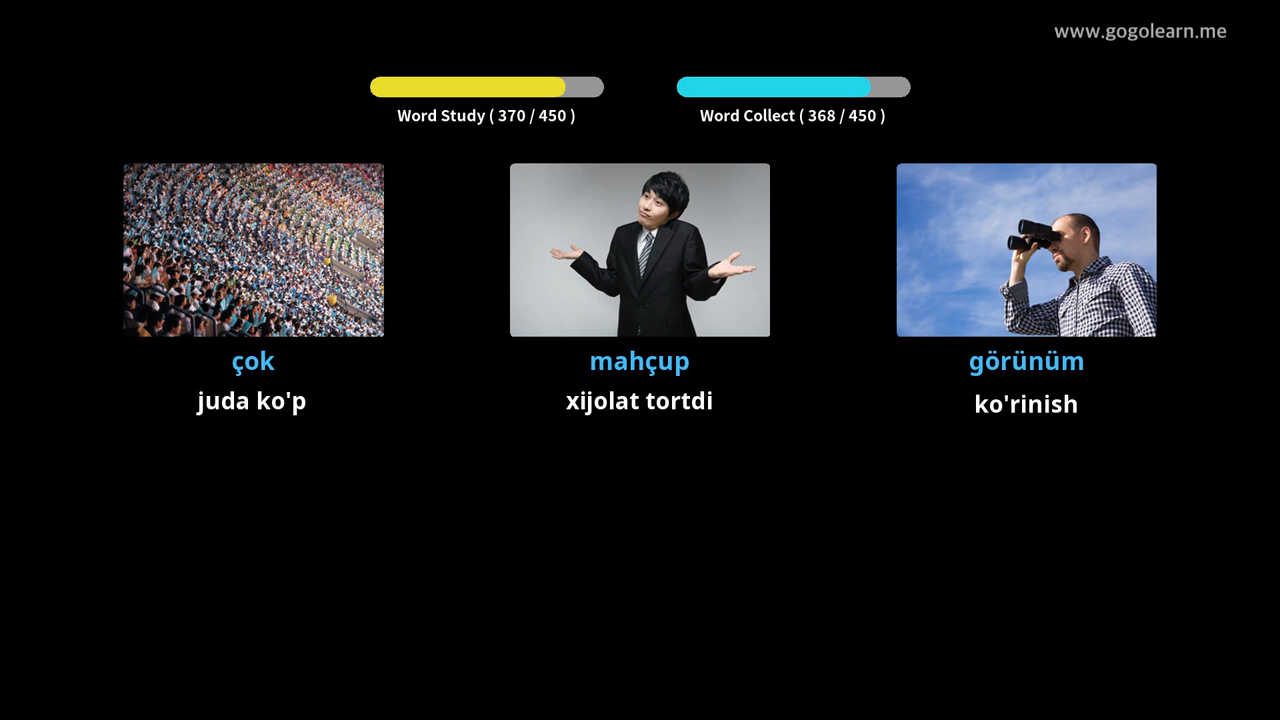 www.gogolearn.me
Word Study ( 370 / 450 )
Word Collect ( 368 / 450 )
çok
mahçup
görünüm
juda ko'p
xijolat tortdi
ko'rinish